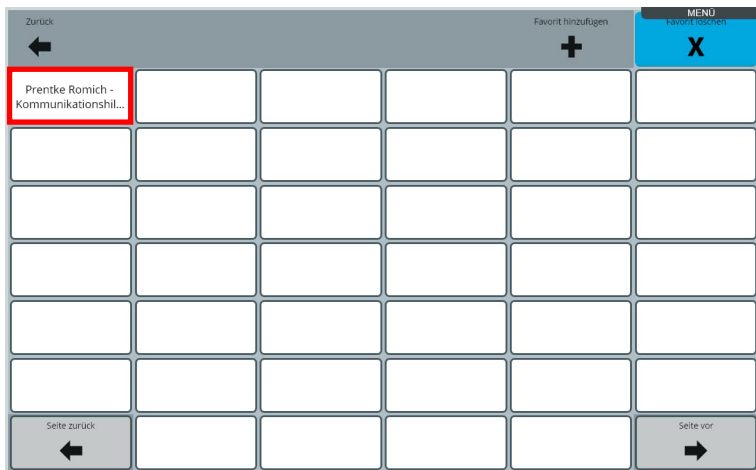 MENÜ
Zurück
Favorit hinzufügen
Favorit löschen
X
Prentke Romich -
Kommunikationshil...
Seite zurück
Seite vor